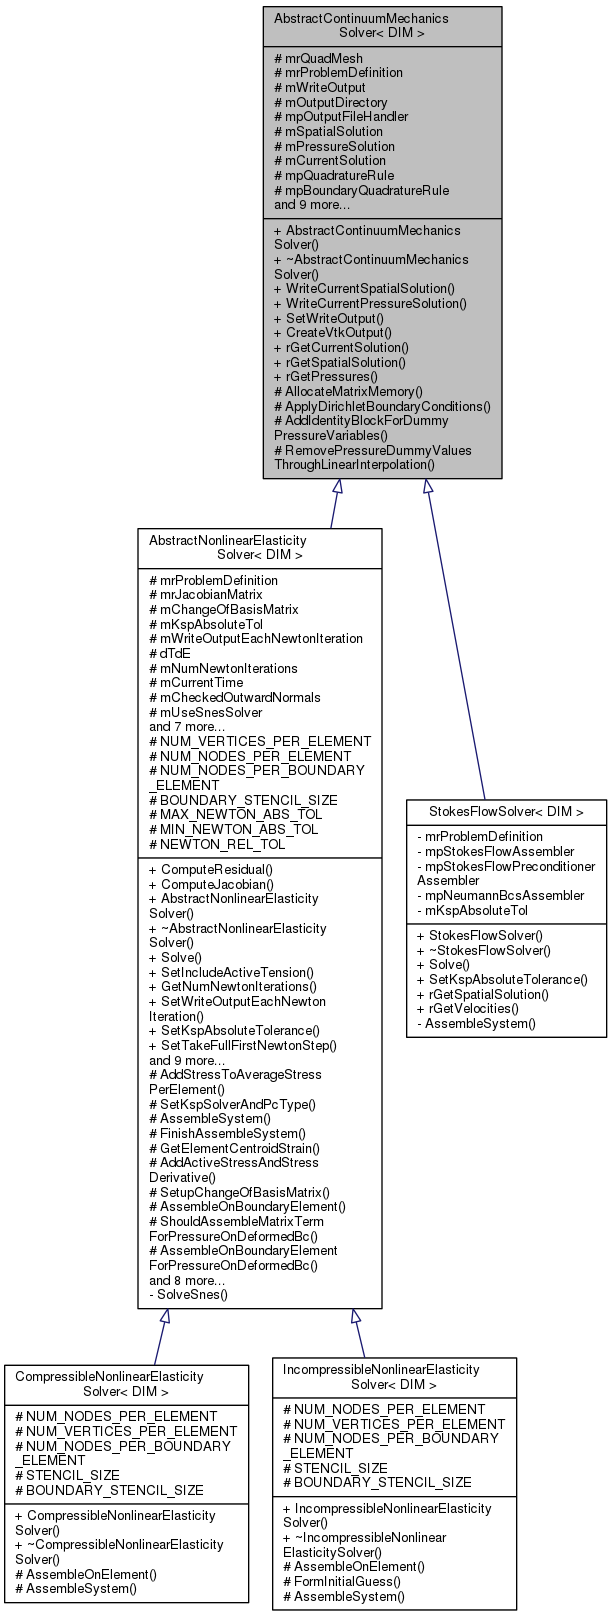 AbstractContinuumMechanics
Solver< DIM >
# mrQuadMesh
# mrProblemDefinition
# mWriteOutput
# mOutputDirectory
# mpOutputFileHandler
# mSpatialSolution
# mPressureSolution
# mCurrentSolution
# mpQuadratureRule
# mpBoundaryQuadratureRule
and 9 more...
+ AbstractContinuumMechanics
Solver()
+ ~AbstractContinuumMechanics
Solver()
+ WriteCurrentSpatialSolution()
+ WriteCurrentPressureSolution()
+ SetWriteOutput()
+ CreateVtkOutput()
+ rGetCurrentSolution()
+ rGetSpatialSolution()
+ rGetPressures()
# AllocateMatrixMemory()
# ApplyDirichletBoundaryConditions()
# AddIdentityBlockForDummy
PressureVariables()
# RemovePressureDummyValues
ThroughLinearInterpolation()
AbstractNonlinearElasticity
Solver< DIM >
# mrProblemDefinition
# mrJacobianMatrix
# mChangeOfBasisMatrix
# mKspAbsoluteTol
# mWriteOutputEachNewtonIteration
# dTdE
# mNumNewtonIterations
# mCurrentTime
# mCheckedOutwardNormals
# mUseSnesSolver
and 7 more...
# NUM_VERTICES_PER_ELEMENT
# NUM_NODES_PER_ELEMENT
# NUM_NODES_PER_BOUNDARY
_ELEMENT
# BOUNDARY_STENCIL_SIZE
# MAX_NEWTON_ABS_TOL
# MIN_NEWTON_ABS_TOL
# NEWTON_REL_TOL
+ ComputeResidual()
+ ComputeJacobian()
+ AbstractNonlinearElasticity
Solver()
+ ~AbstractNonlinearElasticity
Solver()
+ Solve()
+ SetIncludeActiveTension()
+ GetNumNewtonIterations()
+ SetWriteOutputEachNewton
Iteration()
+ SetKspAbsoluteTolerance()
+ SetTakeFullFirstNewtonStep()
and 9 more...
# AddStressToAverageStress
PerElement()
# SetKspSolverAndPcType()
# AssembleSystem()
# FinishAssembleSystem()
# GetElementCentroidStrain()
# AddActiveStressAndStress
Derivative()
# SetupChangeOfBasisMatrix()
# AssembleOnBoundaryElement()
# ShouldAssembleMatrixTerm
ForPressureOnDeformedBc()
# AssembleOnBoundaryElement
ForPressureOnDeformedBc()
and 8 more...
- SolveSnes()
StokesFlowSolver< DIM >
- mrProblemDefinition
- mpStokesFlowAssembler
- mpStokesFlowPreconditioner
Assembler
- mpNeumannBcsAssembler
- mKspAbsoluteTol
+ StokesFlowSolver()
+ ~StokesFlowSolver()
+ Solve()
+ SetKspAbsoluteTolerance()
+ rGetSpatialSolution()
+ rGetVelocities()
- AssembleSystem()
CompressibleNonlinearElasticity
Solver< DIM >
# NUM_NODES_PER_ELEMENT
# NUM_VERTICES_PER_ELEMENT
# NUM_NODES_PER_BOUNDARY
_ELEMENT
# STENCIL_SIZE
# BOUNDARY_STENCIL_SIZE
+ CompressibleNonlinearElasticity
Solver()
+ ~CompressibleNonlinearElasticity
Solver()
# AssembleOnElement()
# AssembleSystem()
IncompressibleNonlinearElasticity
Solver< DIM >
# NUM_NODES_PER_ELEMENT
# NUM_VERTICES_PER_ELEMENT
# NUM_NODES_PER_BOUNDARY
_ELEMENT
# STENCIL_SIZE
# BOUNDARY_STENCIL_SIZE
+ IncompressibleNonlinearElasticity
Solver()
+ ~IncompressibleNonlinear
ElasticitySolver()
# AssembleOnElement()
# FormInitialGuess()
# AssembleSystem()